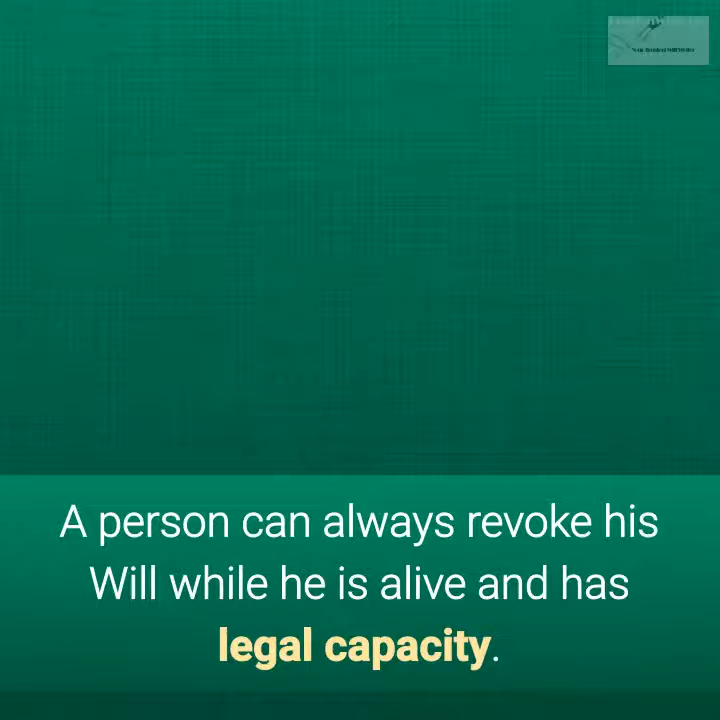 A person can always revoke his
Will while he is alive and has
legal capacity.